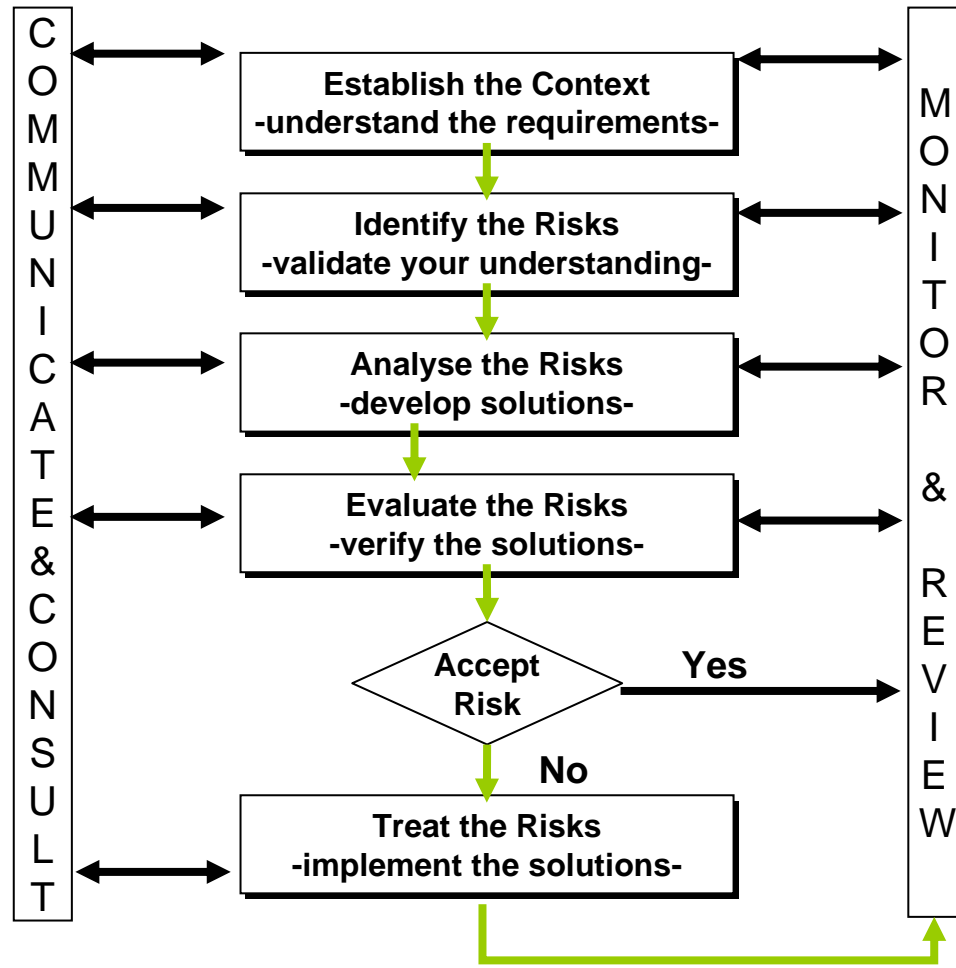 COMMUNICATE&CONSULT
Establish the Context
-understand the requirements-
Identify the Risks
-validate your understanding-
Analyse the Risks
-develop solutions-
Evaluate the Risks
-verify the solutions-
Accept
Risk
Yes
No
Treat the Risks
-implement the solutions-
MONITOR & REVIEW